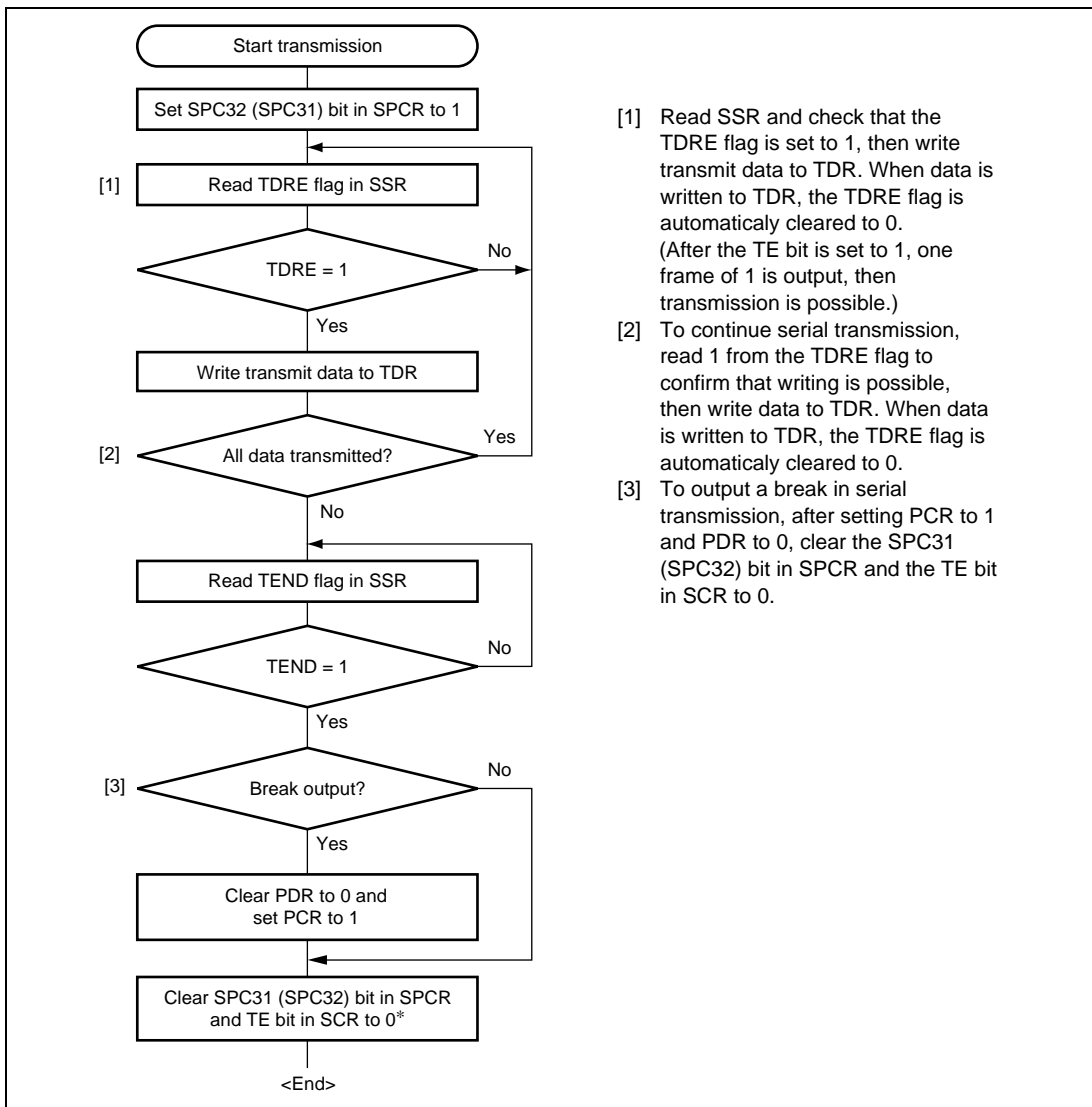 Start transmission
Set SPC32 (SPC31) bit in SPCR to 1
[1]
Read TDRE flag in SSR
No
TDRE = 1
Yes
Write transmit data to TDR
Yes
[2]
All data transmitted?
No
Read TEND flag in SSR
No
TEND = 1
Yes
No
[3]
Break output?
Yes
Clear PDR to 0 and
set PCR to 1
Clear SPC31 (SPC32) bit in SPCR
and TE bit in SCR to 0*
<End>
[1] Read SSR and check that the
TDRE flag is set to 1, then write
transmit data to TDR. When data is
written to TDR, the TDRE flag is
automaticaly cleared to 0.
(After the TE bit is set to 1, one
frame of 1 is output, then
transmission is possible.)
[2] To continue serial transmission,
read 1 from the TDRE flag to
confirm that writing is possible,
then write data to TDR. When data
is written to TDR, the TDRE flag is
automaticaly cleared to 0.
[3] To output a break in serial
transmission, after setting PCR to 1
and PDR to 0, clear the SPC31
(SPC32) bit in SPCR and the TE bit
in SCR to 0.